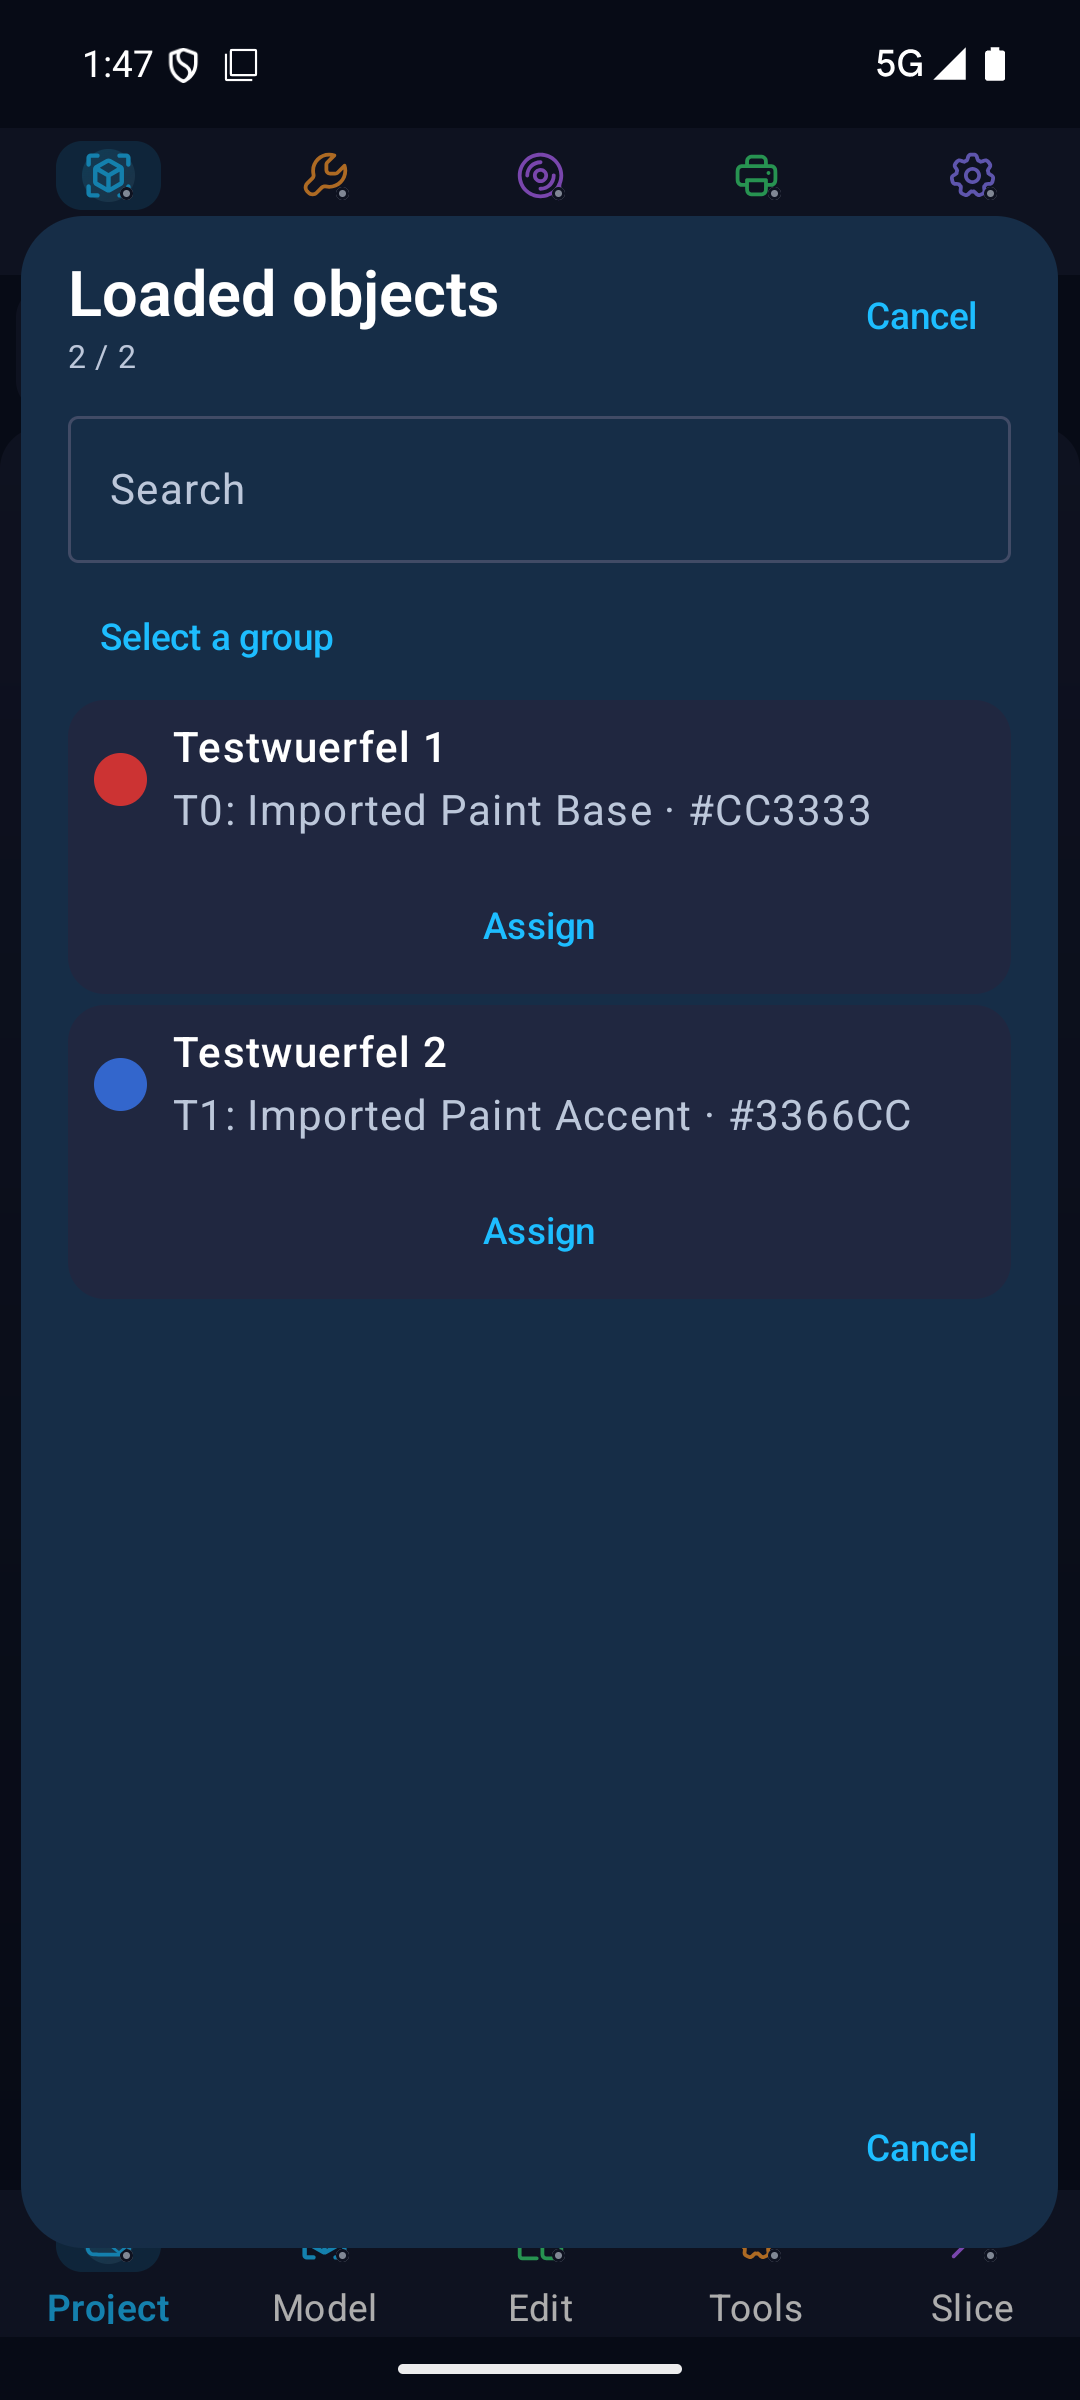 1:47
5G
Loaded objects
Cancel
2 / 2
Search
Select a group
Testwuerfel 1
T0: Imported Paint Base · #CC3333
Assign
Testwuerfel 2
T1: Imported Paint Accent · #3366CC
Assign
Cancel
Project
Model
Edit
Tools
Slice